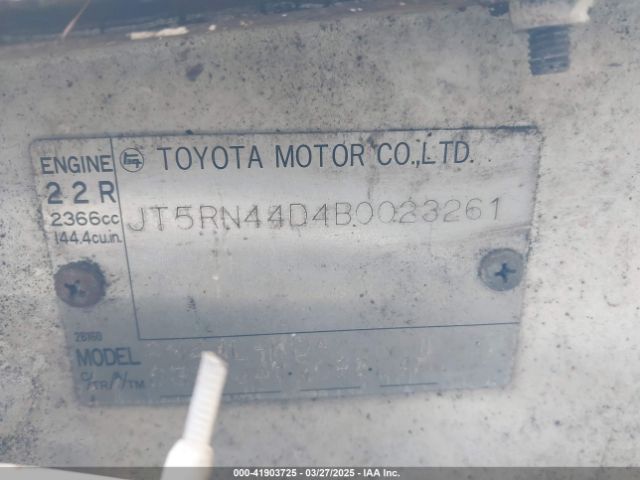 ENGINE
22R
2366cc
144.4cu.in.
TOYOTA MOTOR CO.,LTD.
JT5RN44D4B0023261
28160
MODEL
C/TR/A/TM
000-41903725 - 03/27/2025 - IAA Inc.